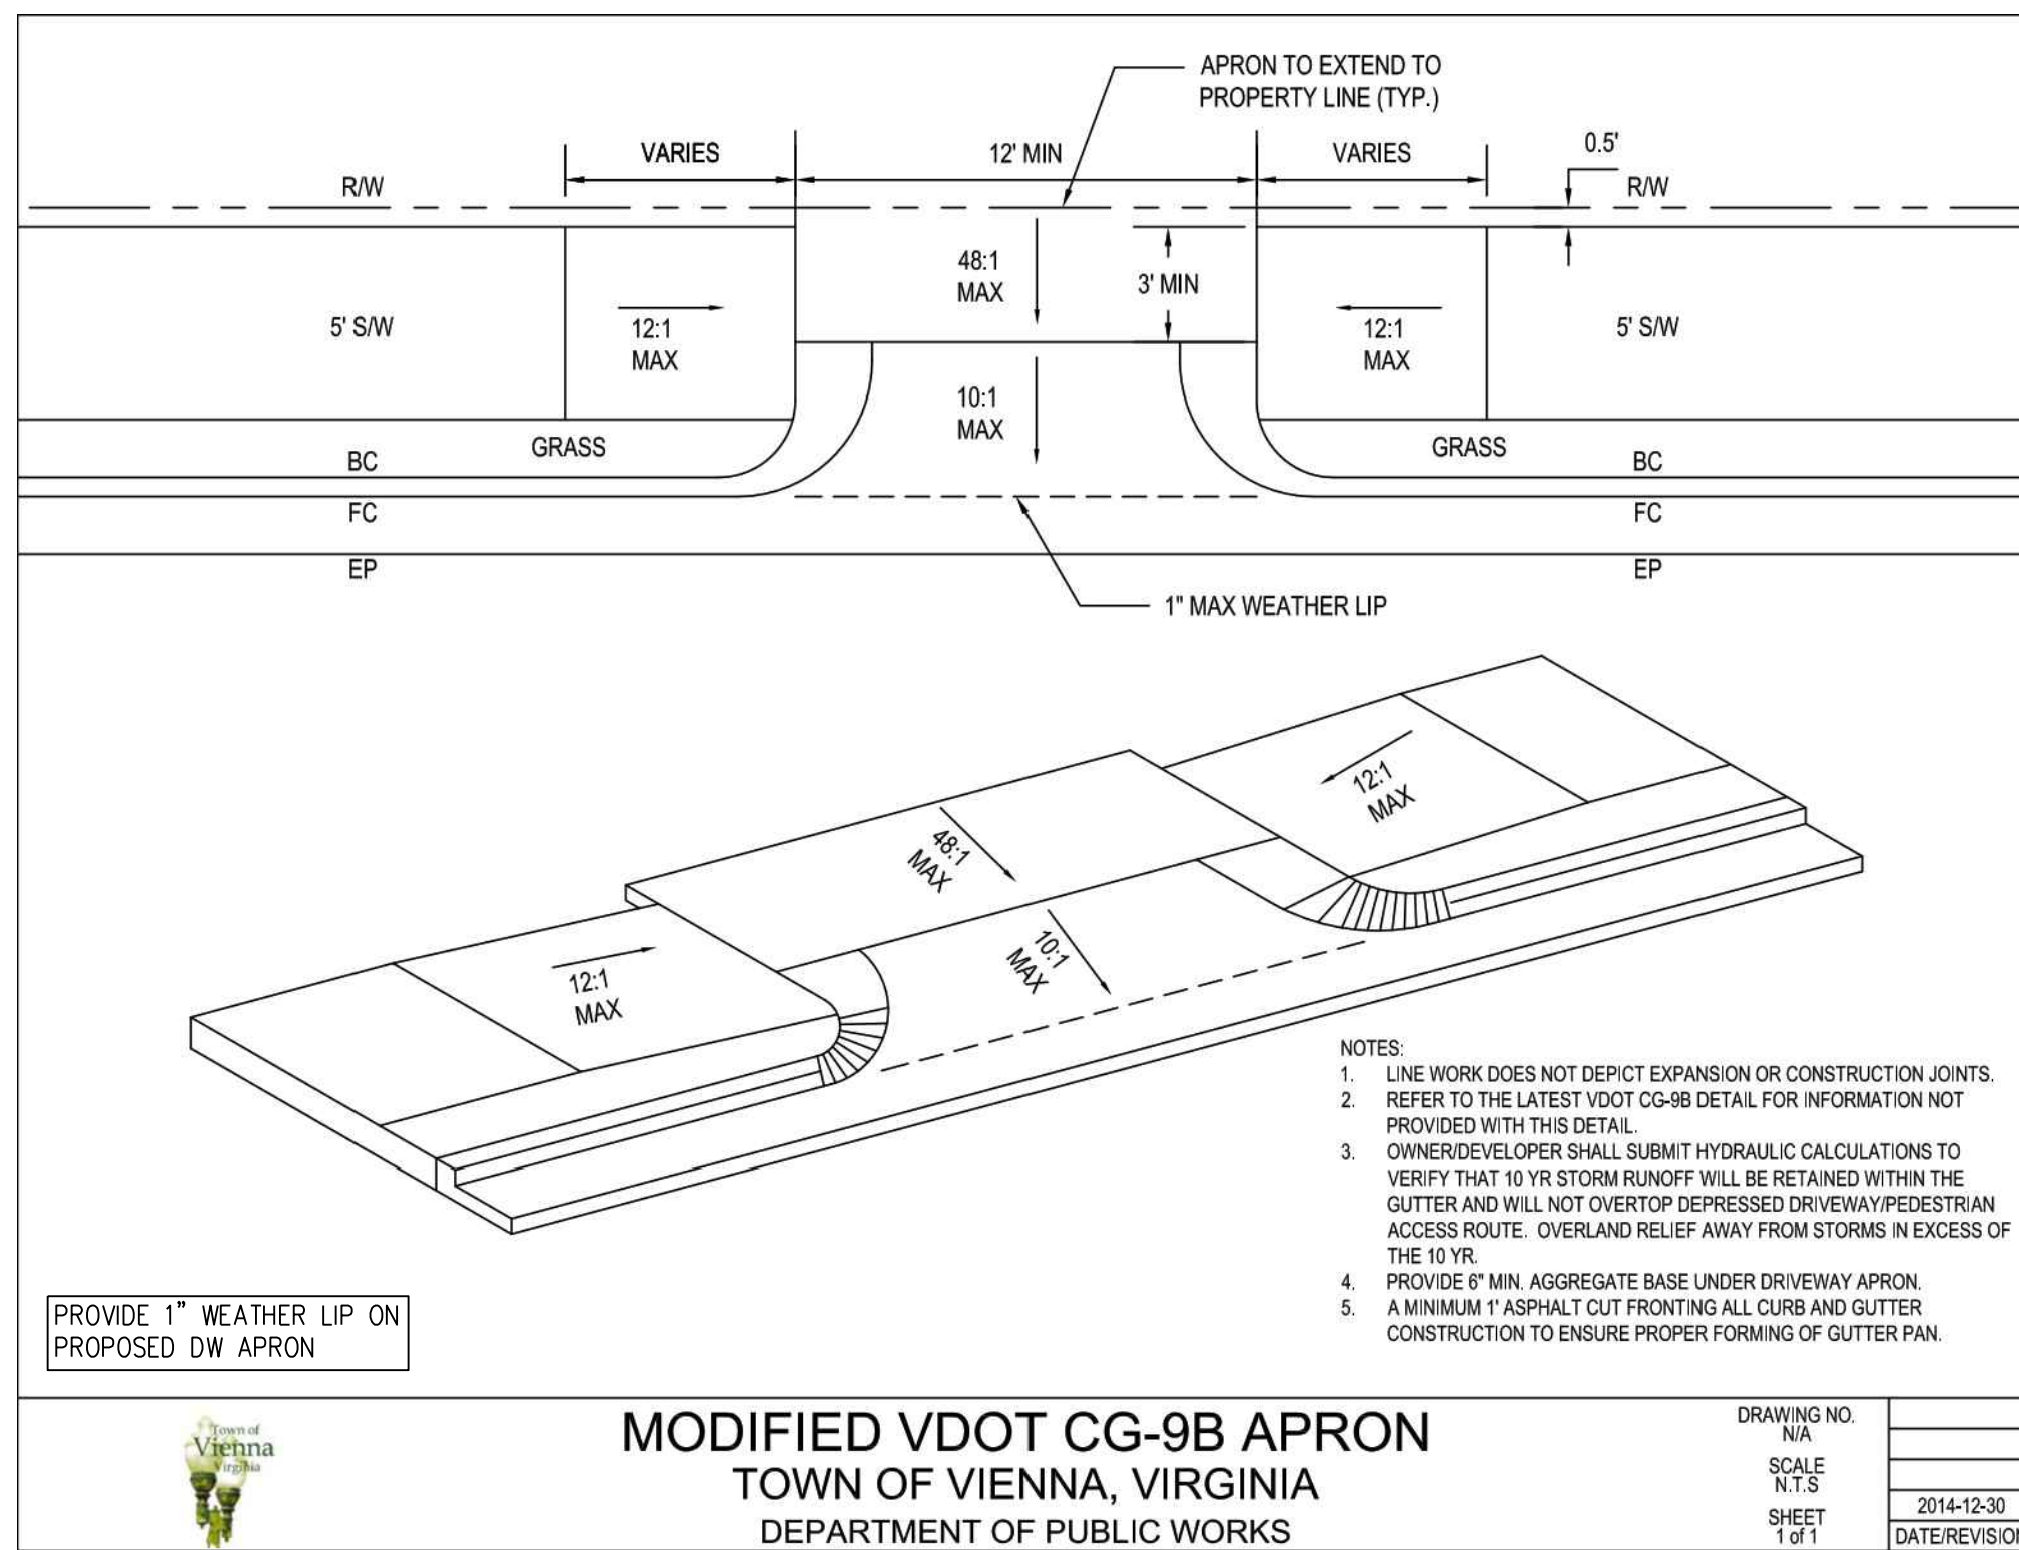 APRON TO EXTEND TO
PROPERTY LINE (TYP.)
VARIES
12' MIN
VARIES
0.5'
R/W
R/W
48:1
MAX
3' MIN
5' S/W
12:1
MAX
12:1
MAX
5' S/W
10:1
MAX
GRASS
GRASS
BC
BC
FC
FC
EP
EP
1" MAX WEATHER LIP
12:1
MAX
48:1
MAX
10:1
MAX
12:1
MAX
NOTES:
1. LINE WORK DOES NOT DEPICT EXPANSION OR CONSTRUCTION JOINTS.
2. REFER TO THE LATEST VDOT CG-9B DETAIL FOR INFORMATION NOT
PROVIDED WITH THIS DETAIL.
3. OWNER/DEVELOPER SHALL SUBMIT HYDRAULIC CALCULATIONS TO
VERIFY THAT 10 YR STORM RUNOFF WILL BE RETAINED WITHIN THE
GUTTER AND WILL NOT OVERTOP DEPRESSED DRIVEWAY/PEDESTRIAN
ACCESS ROUTE. OVERLAND RELIEF AWAY FROM STORMS IN EXCESS OF
THE 10 YR.
4. PROVIDE 6" MIN. AGGREGATE BASE UNDER DRIVEWAY APRON.
5. A MINIMUM 1' ASPHALT CUT FRONTING ALL CURB AND GUTTER
CONSTRUCTION TO ENSURE PROPER FORMING OF GUTTER PAN.
PROVIDE 1" WEATHER LIP ON
PROPOSED DW APRON
Town of
Vienna
Virginia
MODIFIED VDOT CG-9B APRON
TOWN OF VIENNA, VIRGINIA
DEPARTMENT OF PUBLIC WORKS
DRAWING NO.
N/A
SCALE
N.T.S
SHEET
1 of 1
2014-12-30
DATE/REVISION